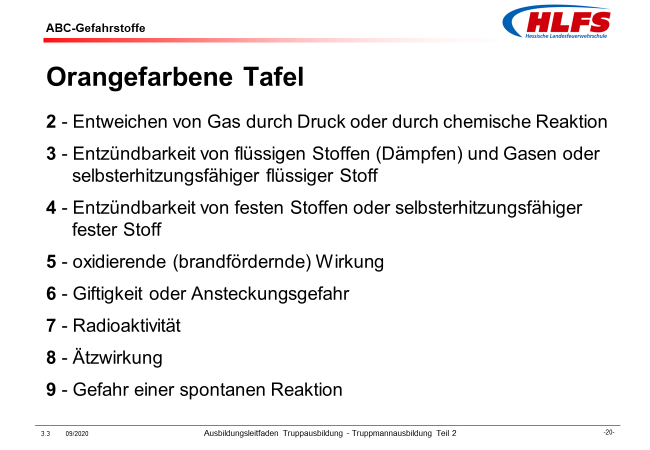 ABC-Gefahrstoffe
HLFS
Hessische Landesfeuerwehrschule
Orangefarbene Tafel
2 - Entweichen von Gas durch Druck oder durch chemische Reaktion
3 - Entzündbarkeit von flüssigen Stoffen (Dämpfen) und Gasen oder
selbsterhitzungsfähiger flüssiger Stoff
4 - Entzündbarkeit von festen Stoffen oder selbsterhitzungsfähiger
fester Stoff
5 - oxidierende (brandfördernde) Wirkung
6 - Giftigkeit oder Ansteckungsgefahr
7 - Radioaktivität
8 - Ätzwirkung
9 - Gefahr einer spontanen Reaktion
3.3 09/2020 Ausbildungsleitfaden Truppausbildung - Truppmannausbildung Teil 2 -20-